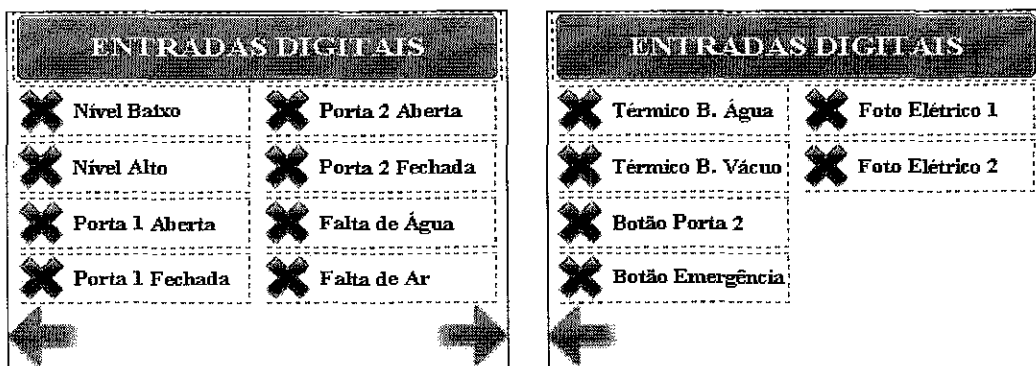 ENTRADAS DIGITAIS
Nível Baixo
Nível Alto
Porta 1 Aberta
Porta 1 Fechada
Porta 2 Aberta
Porta 2 Fechada
Falta de Água
Falta de Ar
ENTRADAS DIGITAIS
Térmico B. Água
Térmico B. Vácuo
Botão Porta 2
Botão Emergência
Foto Elétrico 1
Foto Elétrico 2